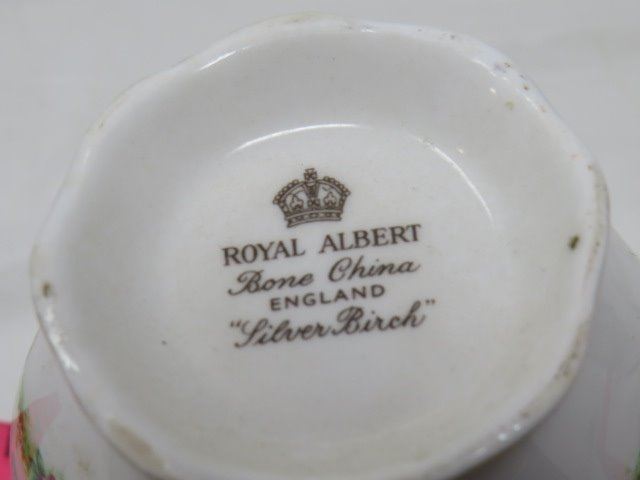 ROYAL ALBERT
Bone China
ENGLAND
"Silver Birch"